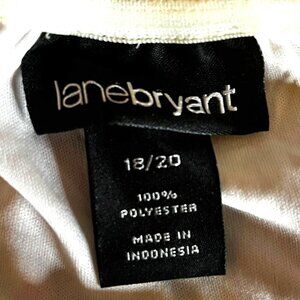 lanebryant
18/20
100%
POLYESTER
MADE IN
INDONESIA